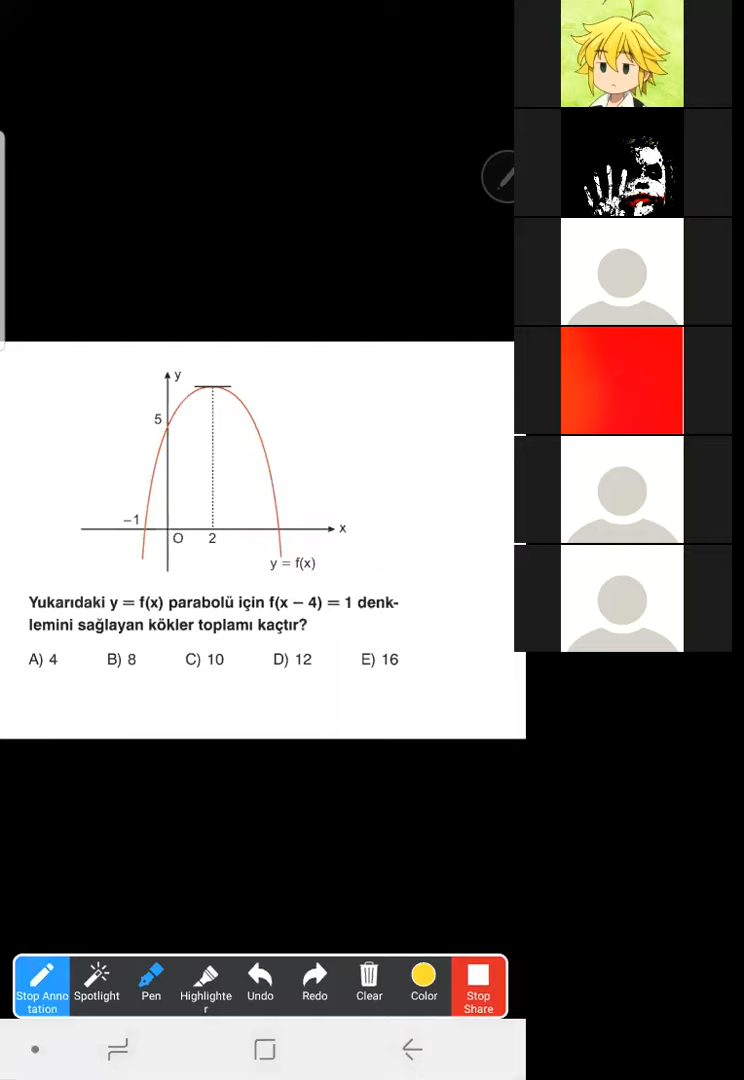 y
5
−1
O
2
x
y = f(x)
Yukarıdaki y = f(x) parabolü için f(x − 4) = 1 denk-
lemini sağlayan kökler toplamı kaçtır?
A) 4 B) 8 C) 10 D) 12 E) 16
Stop Anno
tation
Spotlight
Pen
Highlighte
r
Undo
Redo
Clear
Color
Stop
Share